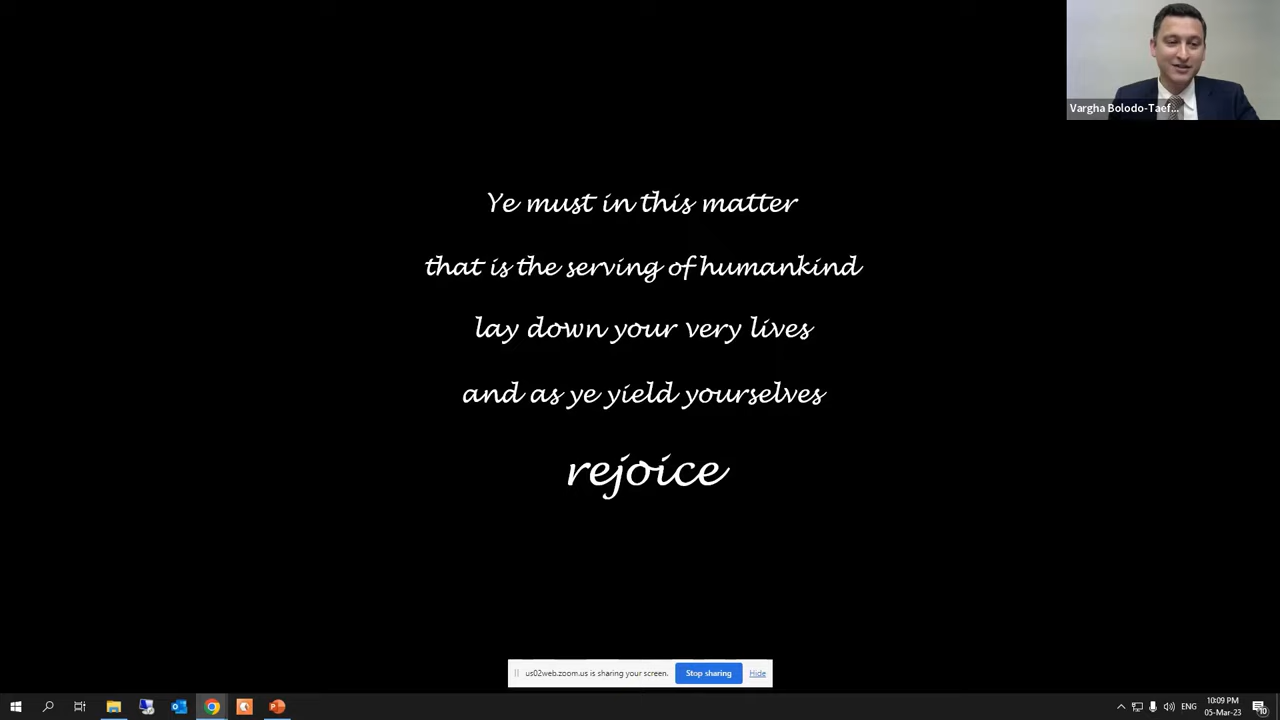 Vargha Bolodo-Taef...
Ye must in this matter
that is the serving of humankind
lay down your very lives
and as ye yield yourselves
rejoice
us02web.zoom.us is sharing your screen.
Stop sharing
Hide
ENG
10:09 PM
05-Mar-23
10